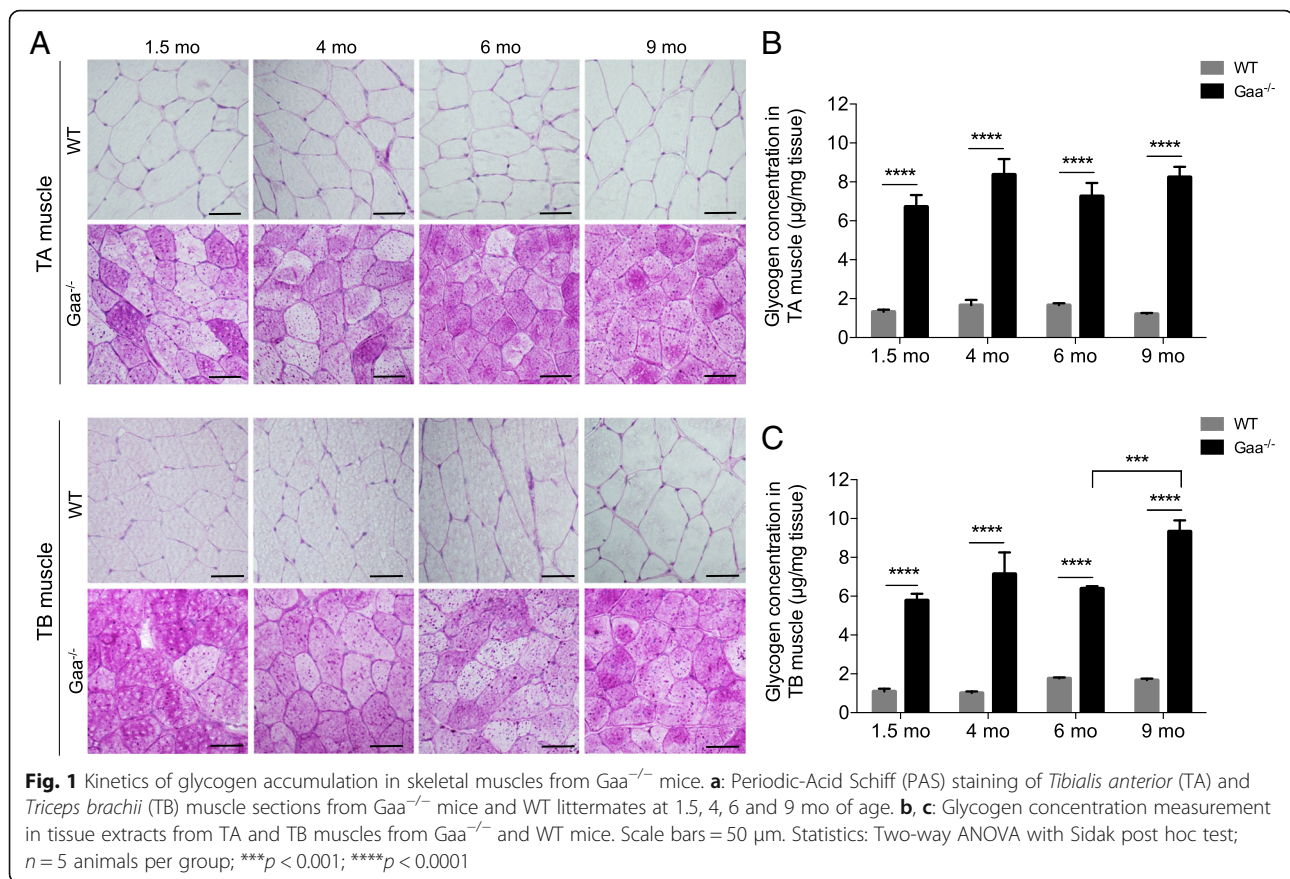 A
1.5 mo
4 mo
6 mo
9 mo
TA muscle
WT
Gaa⁻/⁻
TB muscle
WT
Gaa⁻/⁻
B
WT
Gaa⁻/⁻
Glycogen concentration in
TA muscle (µg/mg tissue)
12
10
8
6
4
2
0
****
****
****
****
1.5 mo
4 mo
6 mo
9 mo
C
WT
Gaa⁻/⁻
Glycogen concentration in
TB muscle (µg/mg tissue)
12
10
8
6
4
2
0
***
****
****
****
****
1.5 mo
4 mo
6 mo
9 mo
Fig. 1 Kinetics of glycogen accumulation in skeletal muscles from Gaa⁻/⁻ mice. a: Periodic-Acid Schiff (PAS) staining of Tibialis anterior (TA) and
Triceps brachii (TB) muscle sections from Gaa⁻/⁻ mice and WT littermates at 1.5, 4, 6 and 9 mo of age. b, c: Glycogen concentration measurement
in tissue extracts from TA and TB muscles from Gaa⁻/⁻ and WT mice. Scale bars = 50 µm. Statistics: Two-way ANOVA with Sidak post hoc test;
n = 5 animals per group; ***p < 0.001; ****p < 0.0001